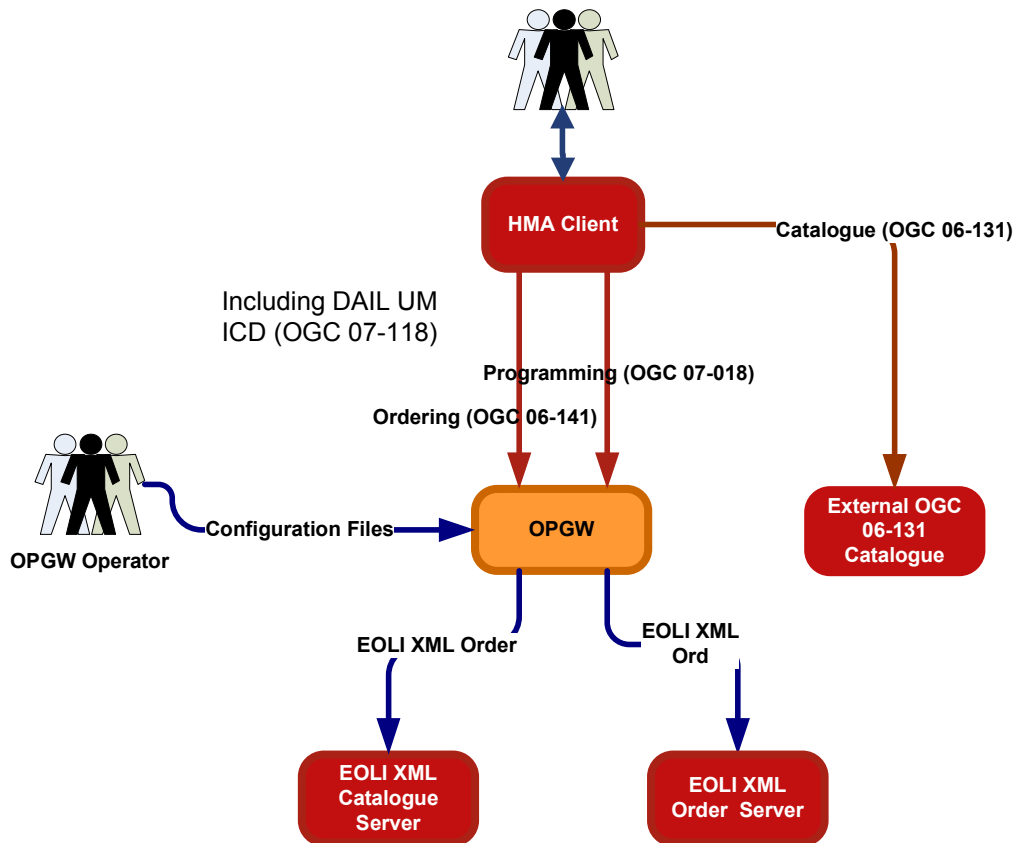 HMA Client
Catalogue (OGC 06-131)
Including DAIL UM
ICD (OGC 07-118)
Programming (OGC 07-018)
Ordering (OGC 06-141)
External OGC
06-131
Catalogue
Configuration Files
OPGW
OPGW Operator
EOLI XML Order
EOLI XML
Ord
EOLI XML
Catalogue
Server
EOLI XML
Order Server